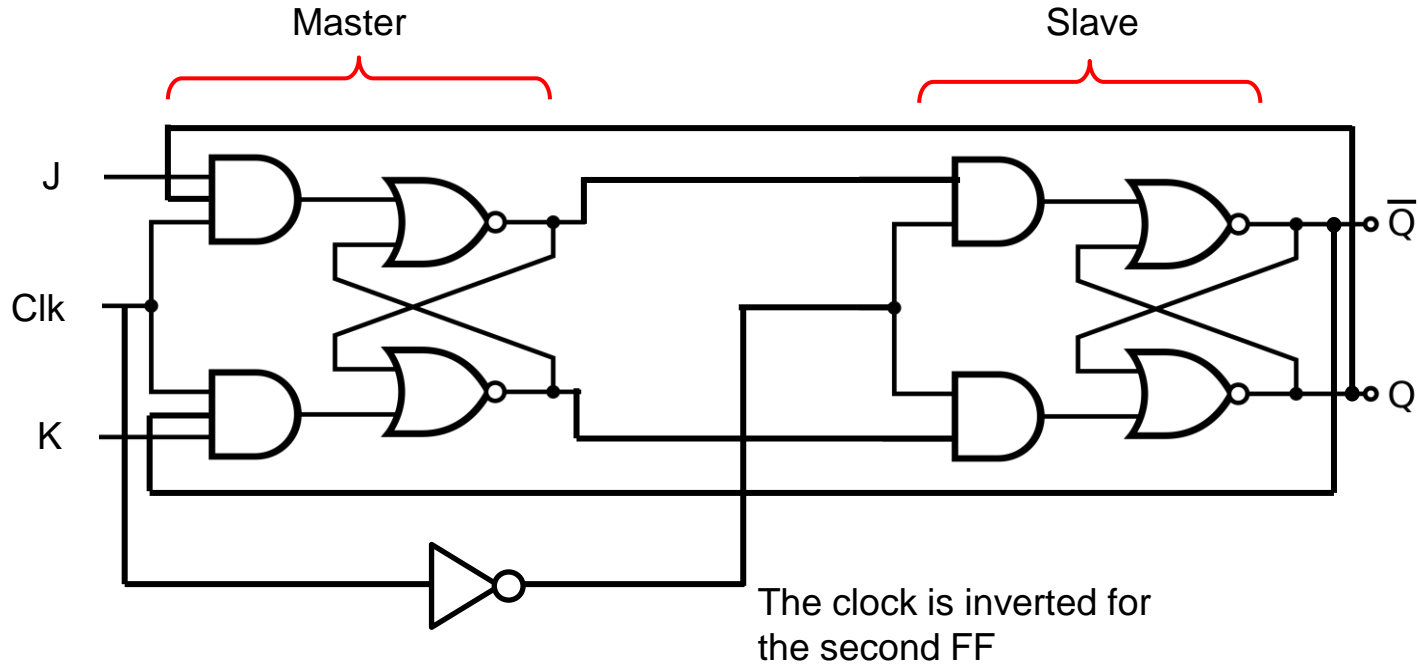 Master
Slave
J
Q̅
Clk
Q
K
The clock is inverted for
the second FF